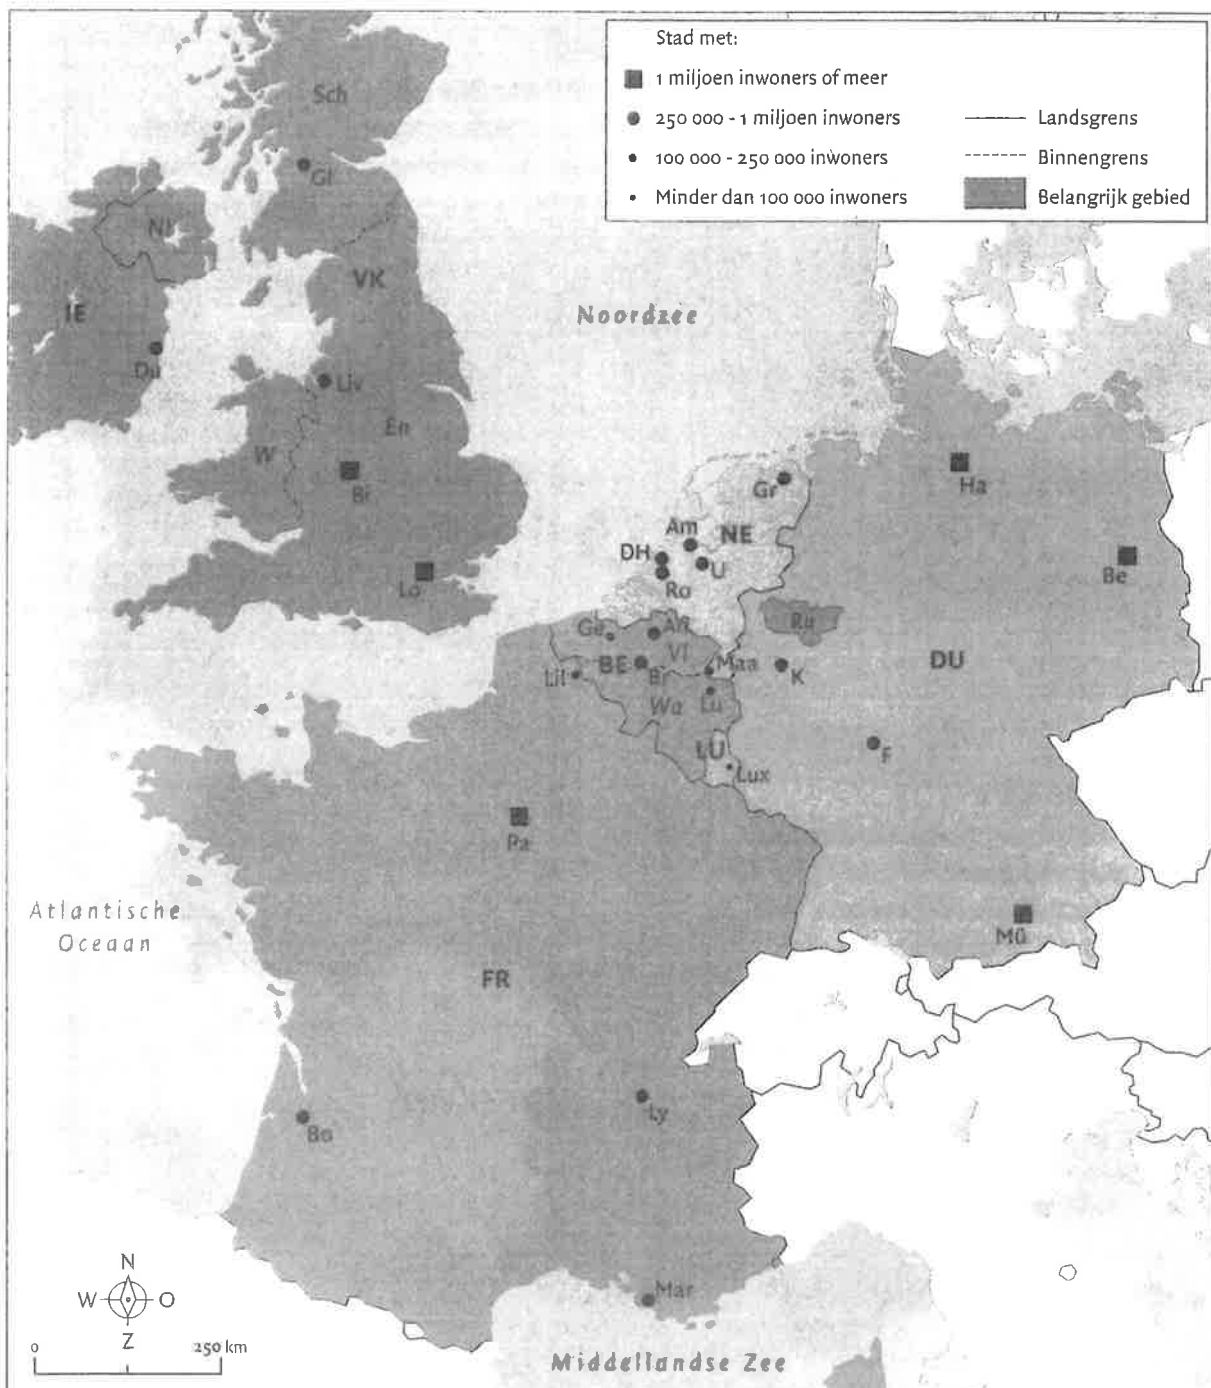 Stad met:
1 miljoen inwoners of meer
250 000 - 1 miljoen inwoners
100 000 - 250 000 inwoners
Minder dan 100 000 inwoners
Landsgrens
Binnengrens
Belangrijk gebied
Sch
Gl
NI
VK
IE
Noordzee
Du
Liv
En
W
Bi
Ha
Gr
Am
NE
DH
U
Lo
Ro
Be
Ru
Ge
An
Vl
BE
Br
Maa
K
DU
Lil
Wa
Lu
LU
Lux
F
Pa
Atlantische
Oceaan
Mü
FR
Ly
Bo
N
W
O
Z
Mar
0
250 km
Middellandse Zee